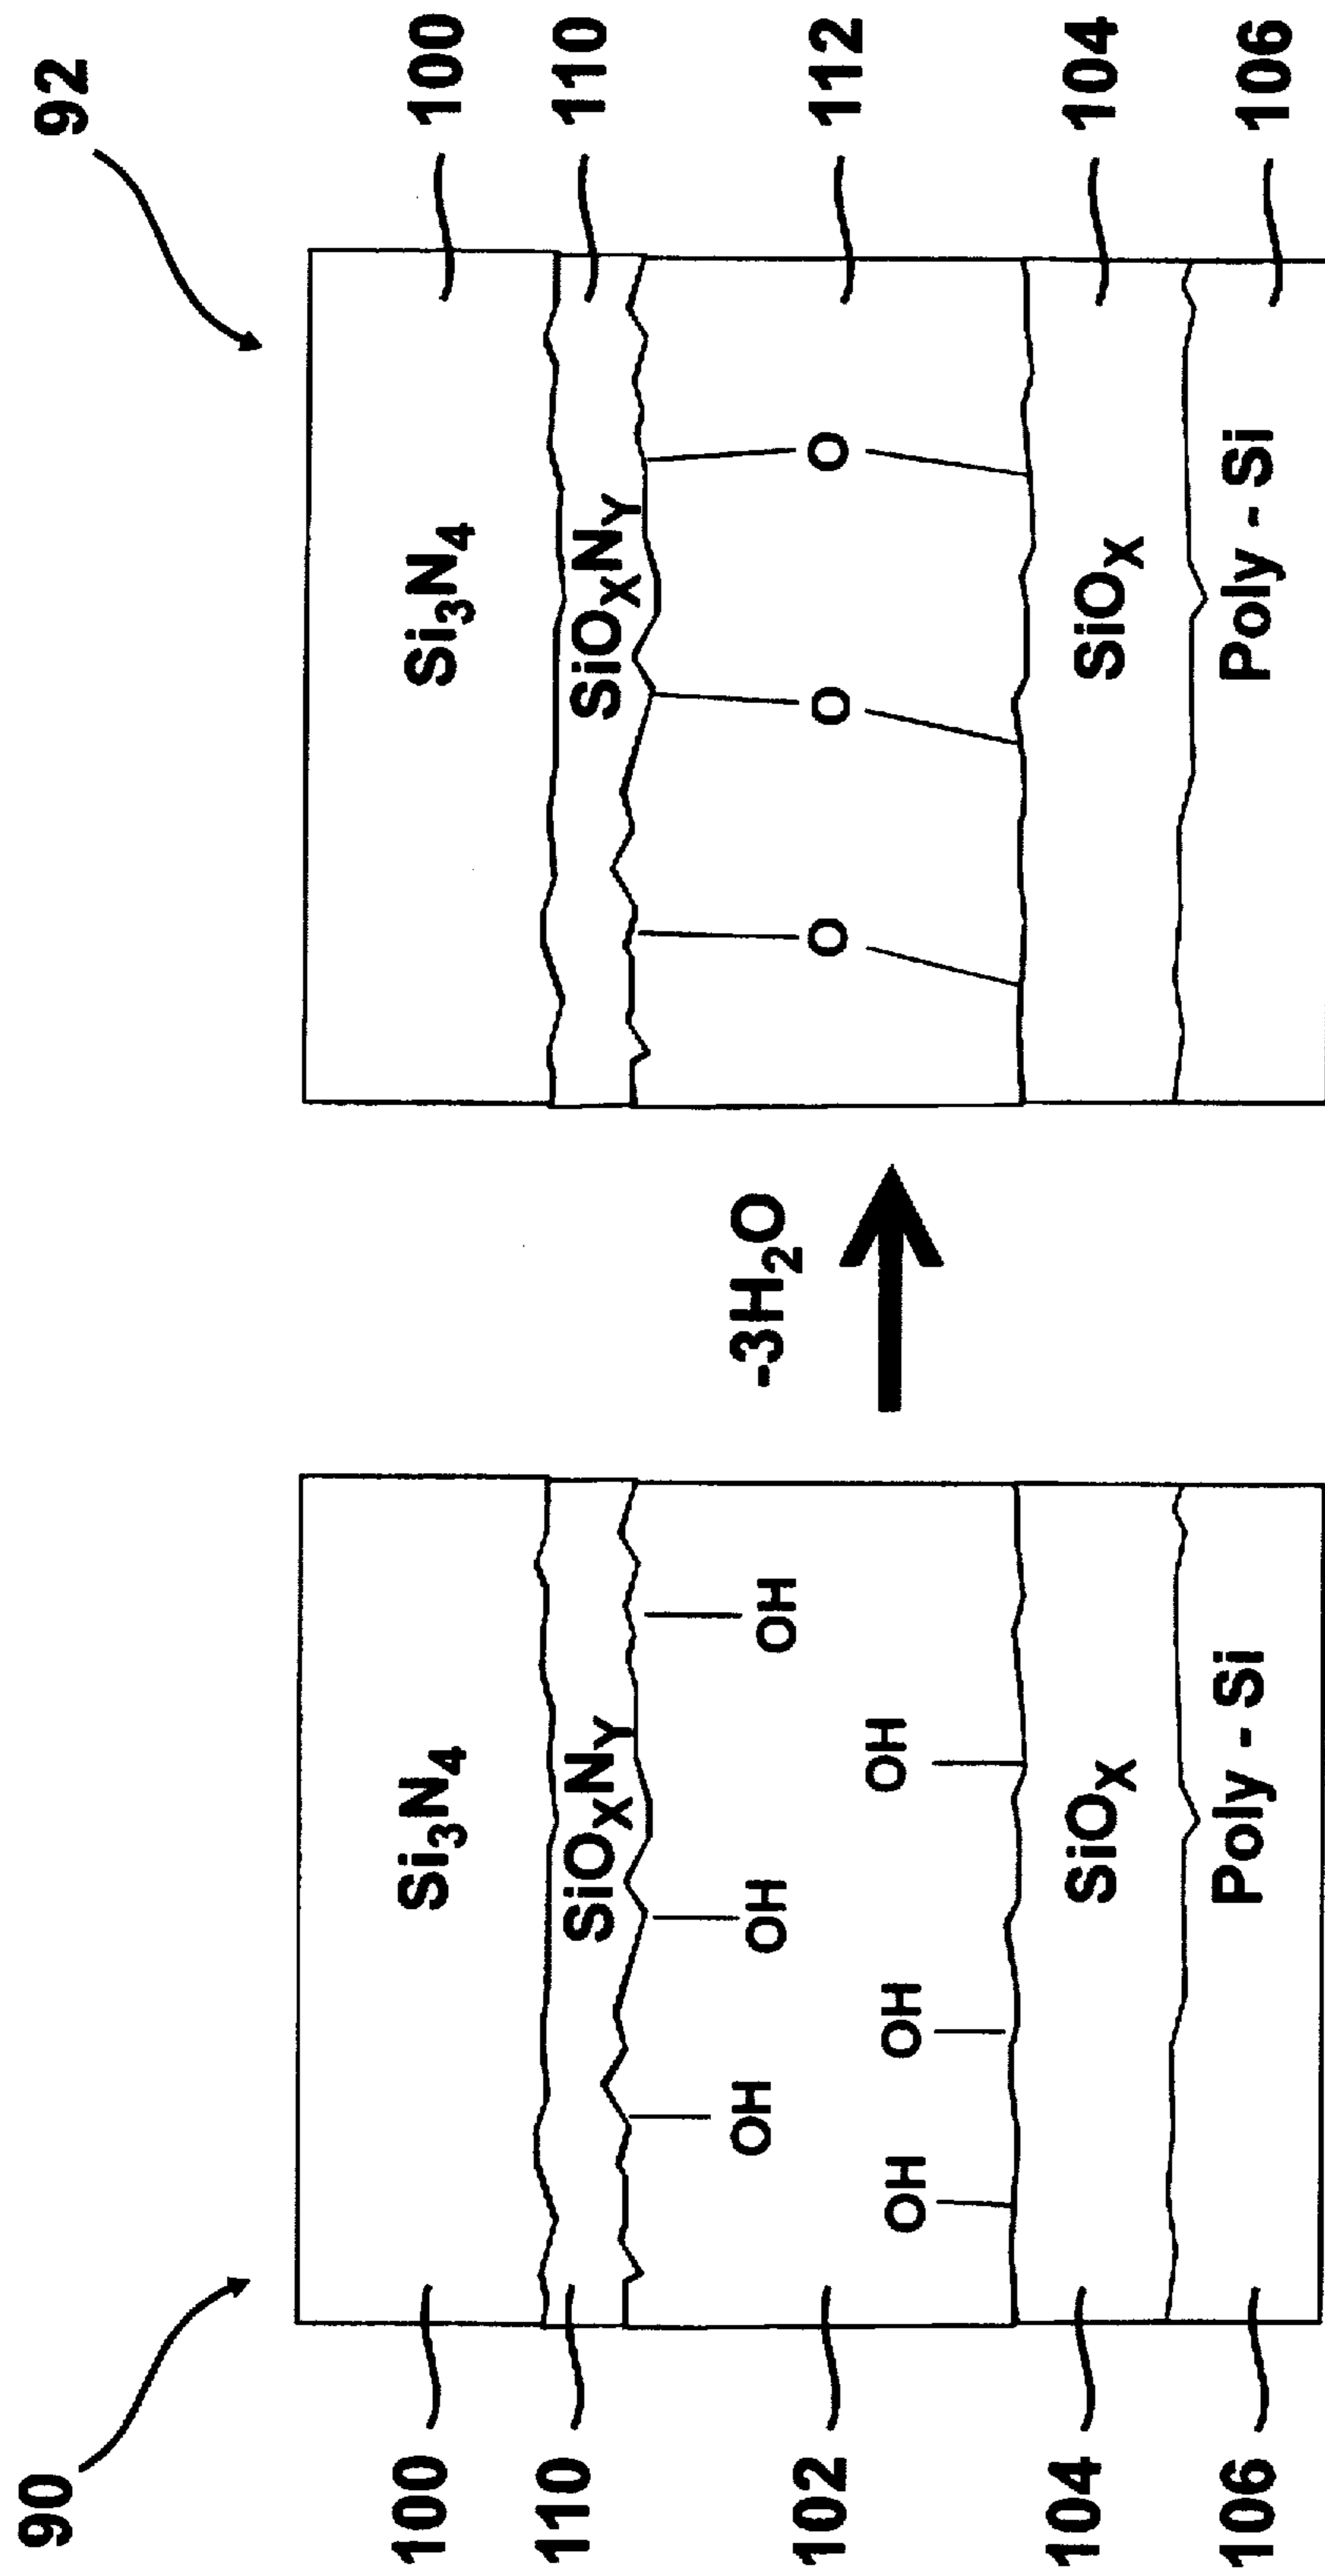 90
100
110
102
104
106
Si3N4
SiOXNY
OH
OH
OH
OH
OH
OH
SiOX
Poly - Si
-3H2O
92
Si3N4
SiOXNY
O
O
O
SiOX
Poly - Si
100
110
112
104
106